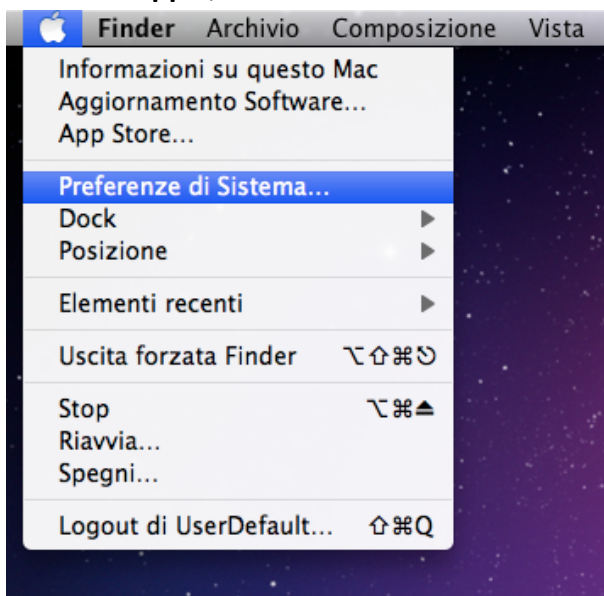 Finder Archivio Composizione Vista
Informazioni su questo Mac
Aggiornamento Software...
App Store...
Preferenze di Sistema...
Dock ▶
Posizione ▶
Elementi recenti ▶
Uscita forzata Finder ⌥⇧⌘⎋
Stop ⌥⌘⏏
Riavvia...
Spegni...
Logout di UserDefault... ⇧⌘Q